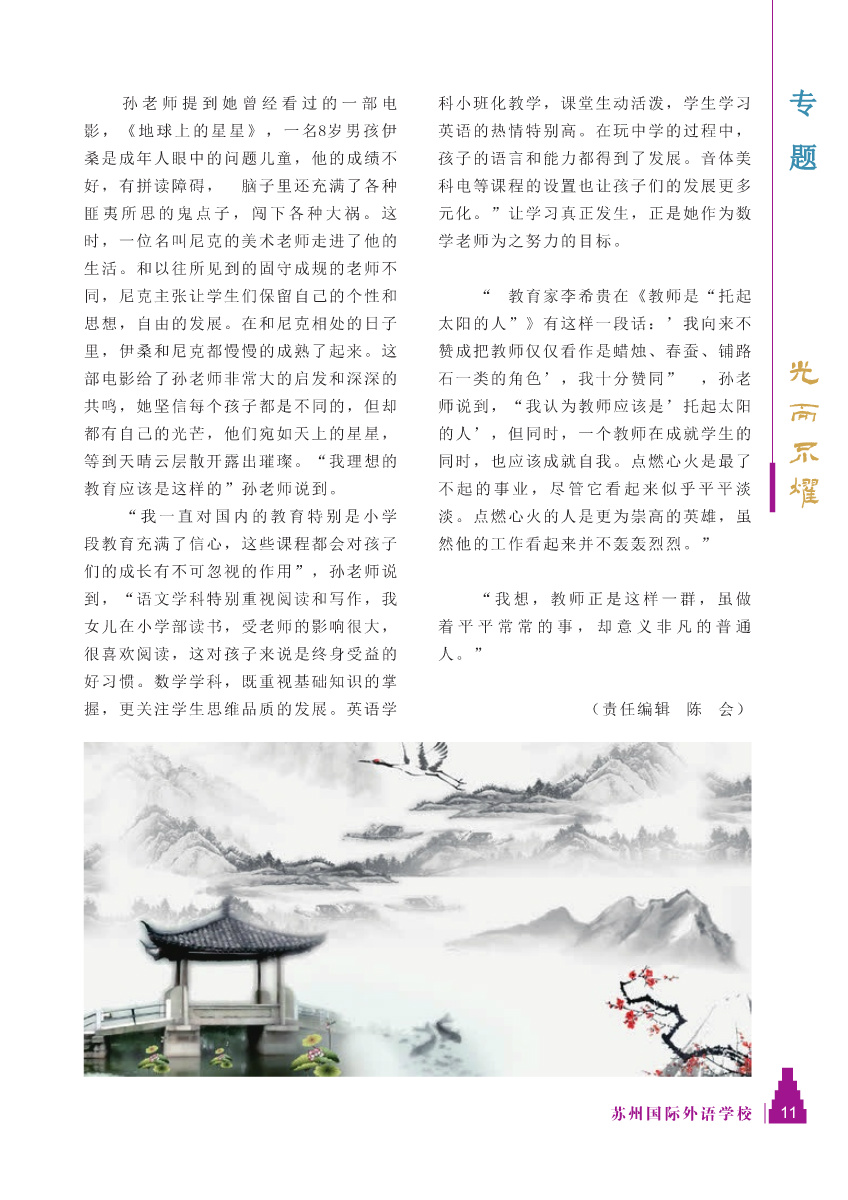 孙老师提到她曾经看过的一部电
影，《地球上的星星》，一名8岁男孩伊
桑是成年人眼中的问题儿童，他的成绩不
好，有拼读障碍，　脑子里还充满了各种
匪夷所思的鬼点子，闯下各种大祸。这
时，一位名叫尼克的美术老师走进了他的
生活。和以往所见到的固守成规的老师不
同，尼克主张让学生们保留自己的个性和
思想，自由的发展。在和尼克相处的日子
里，伊桑和尼克都慢慢的成熟了起来。这
部电影给了孙老师非常大的启发和深深的
共鸣，她坚信每个孩子都是不同的，但却
都有自己的光芒，他们宛如天上的星星，
等到天晴云层散开露出璀璨。“我理想的
教育应该是这样的”孙老师说到。
“我一直对国内的教育特别是小学
段教育充满了信心，这些课程都会对孩子
们的成长有不可忽视的作用”，孙老师说
到，“语文学科特别重视阅读和写作，我
女儿在小学部读书，受老师的影响很大，
很喜欢阅读，这对孩子来说是终身受益的
好习惯。数学学科，既重视基础知识的掌
握，更关注学生思维品质的发展。英语学
科小班化教学，课堂生动活泼，学生学习
英语的热情特别高。在玩中学的过程中，
孩子的语言和能力都得到了发展。音体美
科电等课程的设置也让孩子们的发展更多
元化。”让学习真正发生，正是她作为数
学老师为之努力的目标。
“　教育家李希贵在《教师是“托起
太阳的人”》有这样一段话：’我向来不
赞成把教师仅仅看作是蜡烛、春蚕、铺路
石一类的角色’，我十分赞同”　，孙老
师说到，“我认为教师应该是’托起太阳
的人’，但同时，一个教师在成就学生的
同时，也应该成就自我。点燃心火是最了
不起的事业，尽管它看起来似乎平平淡
淡。点燃心火的人是更为崇高的英雄，虽
然他的工作看起来并不轰轰烈烈。”
“我想，教师正是这样一群，虽做
着平平常常的事，却意义非凡的普通
人。”
（责任编辑　陈　会）
专题
光而不耀
苏州国际外语学校
11